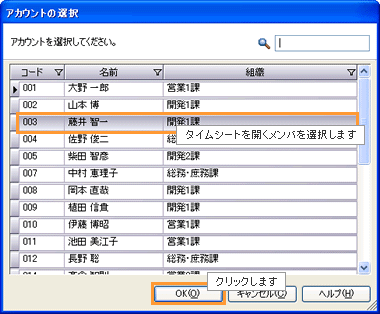 アカウントの選択
アカウントを選択してください。
コード 名前 組織
001 大野 一郎 営業1課
002 山本 博 開発1課
003 藤井 智一 開発1課
タイムシートを開くメンバを選択します
004 佐野 俊二 総務・庶務課
005 柴田 智彦 開発2課
007 中村 恵理子 総務・庶務課
008 岡本 直哉 開発1課
009 植田 信貴 開発1課
010 伊藤 博昭 営業1課
011 池田 美江子 営業1課
012 長野 聡 総務・庶務課
クリックします
OK(O) キャンセル(C) ヘルプ(H)